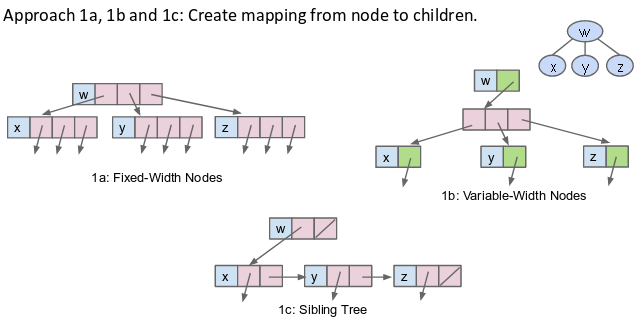 Approach 1a, 1b and 1c: Create mapping from node to children.
w
x y z
w
x y z
1a: Fixed-Width Nodes
w
x y z
1b: Variable-Width Nodes
w
x y z
1c: Sibling Tree